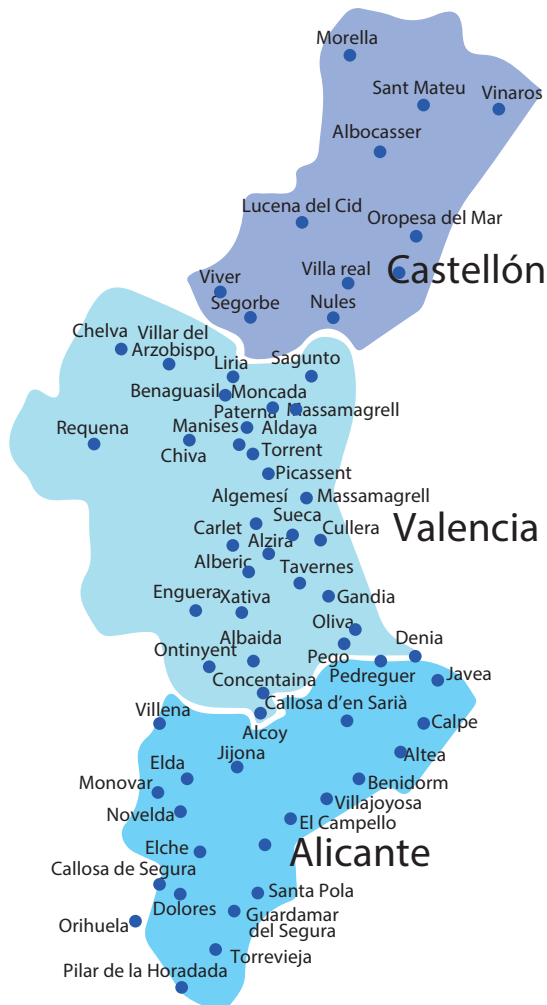 Morella
Sant Mateu
Vinaros
Albocasser
Lucena del Cid
Oropesa del Mar
Castellón
Viver
Villa real
Segorbe
Nules
Chelva
Villar del
Arzobispo
Liria
Sagunto
Benaguasil
Moncada
Paterna
Massamagrell
Requena
Manises
Aldaya
Chiva
Torrent
Picassent
Algemesí
Massamagrell
Sueca
Carlet
Alzira
Cullera
Valencia
Alberic
Tavernes
Enguera
Xativa
Gandia
Oliva
Albaida
Denia
Ontinyent
Pego
Pedreguer
Javea
Concentaina
Villena
Callosa d'en Sarià
Calpe
Alcoy
Jijona
Altea
Elda
Monovar
Benidorm
Villajoyosa
Novelda
El Campello
Elche
Alicante
Callosa de Segura
Santa Pola
Dolores
Guardamar
del Segura
Orihuela
Torrevieja
Pilar de la Horadada